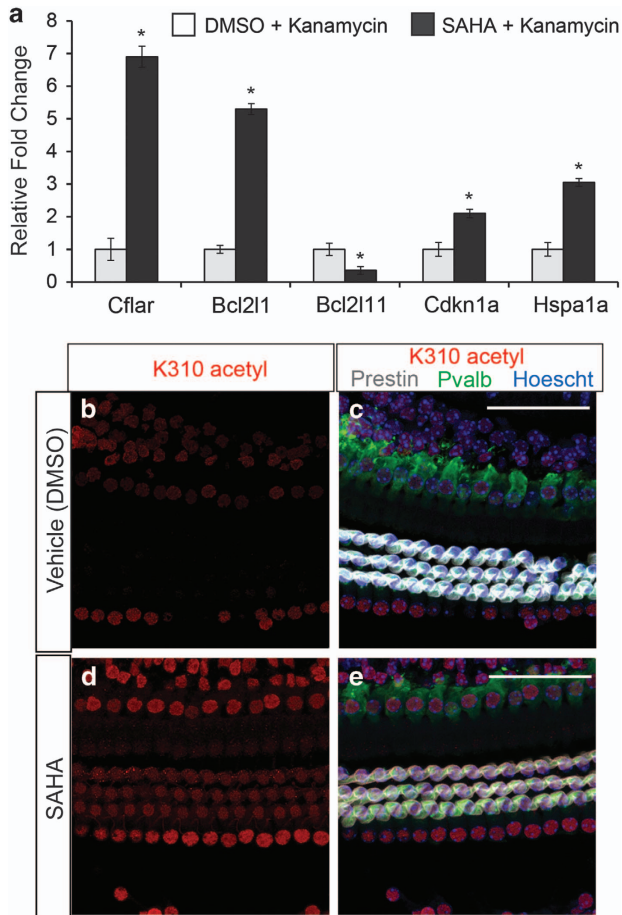 a
DMSO + Kanamycin
SAHA + Kanamycin
Relative Fold Change
8
7
6
5
4
3
2
1
0
*
*
*
*
*
Cflar
Bcl2l1
Bcl2l11
Cdkn1a
Hspa1a
K310 acetyl
K310 acetyl
Prestin Pvalb Hoescht
Vehicle (DMSO)
b
c
SAHA
d
e